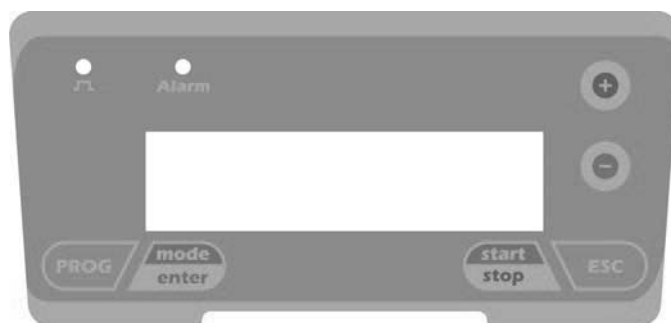 Alarm
+
−
PROG
mode
enter
start
stop
ESC